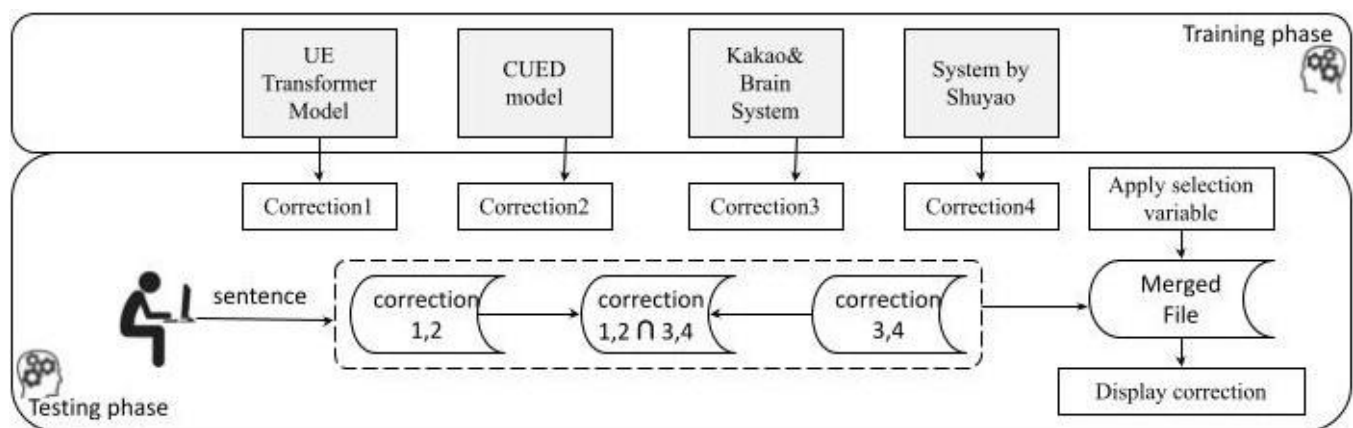 Training phase
UE
Transformer
Model
CUED
model
Kakao&
Brain
System
System by
Shuyao
Correction1
Correction2
Correction3
Correction4
Apply selection
variable
sentence
correction
1,2
correction
1,2 ∩ 3,4
correction
3,4
Merged
File
Display correction
Testing phase